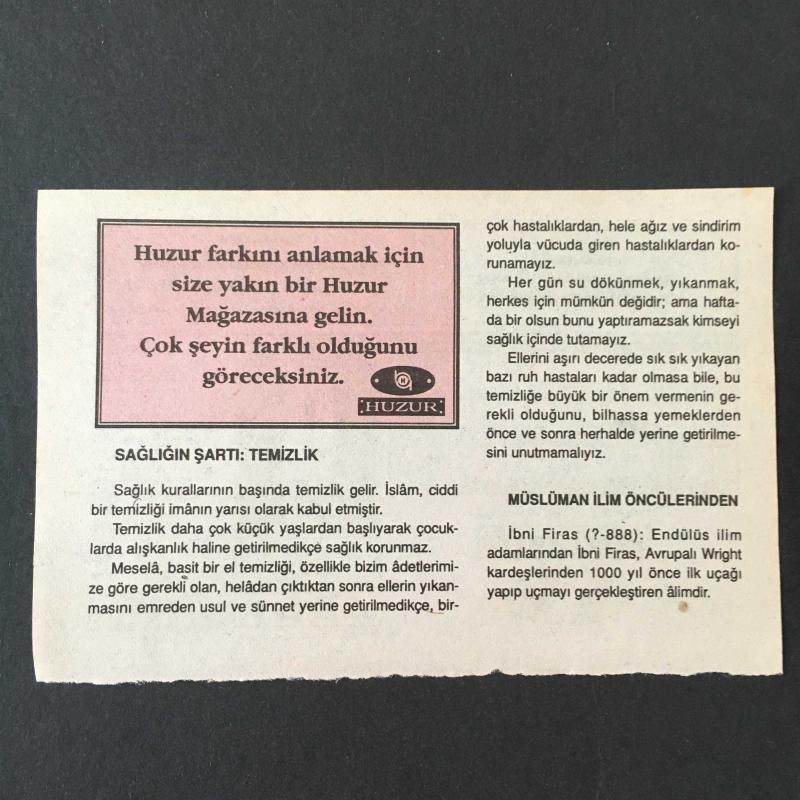 Huzur farkını anlamak için
size yakın bir Huzur
Mağazasına gelin.
Çok şeyin farklı olduğunu
göreceksiniz.
HUZUR
SAĞLIĞIN ŞARTI: TEMİZLİK
Sağlık kurallarının başında temizlik gelir. İslâm, ciddi
bir temizliği imânın yarısı olarak kabul etmiştir.
Temizlik daha çok küçük yaşlardan başlıyarak çocuk-
larda alışkanlık haline getirilmedikçe sağlık korunmaz.
Meselâ, basit bir el temizliği, özellikle bizim âdetlerimi-
ze göre gerekli olan, helâdan çıktıktan sonra ellerin yıkan-
masını emreden usul ve sünnet yerine getirilmedikçe, bir-
çok hastalıklardan, hele ağız ve sindirim
yoluyla vücuda giren hastalıklardan ko-
runamayız.
Her gün su dökünmek, yıkanmak,
herkes için mümkün değidir; ama hafta-
da bir olsun bunu yaptıramazsak kimseyi
sağlık içinde tutamayız.
Ellerini aşırı decerede sık sık yıkayan
bazı ruh hastaları kadar olmasa bile, bu
temizliğe büyük bir önem vermenin ge-
rekli olduğunu, bilhassa yemeklerden
önce ve sonra herhalde yerine getirilme-
sini unutmamalıyız.
MÜSLÜMAN İLİM ÖNCÜLERİNDEN
İbni Firas (?-888): Endülüs ilim
adamlarından İbni Firas, Avrupalı Wright
kardeşlerinden 1000 yıl önce ilk uçağı
yapıp uçmayı gerçekleştiren âlimdir.